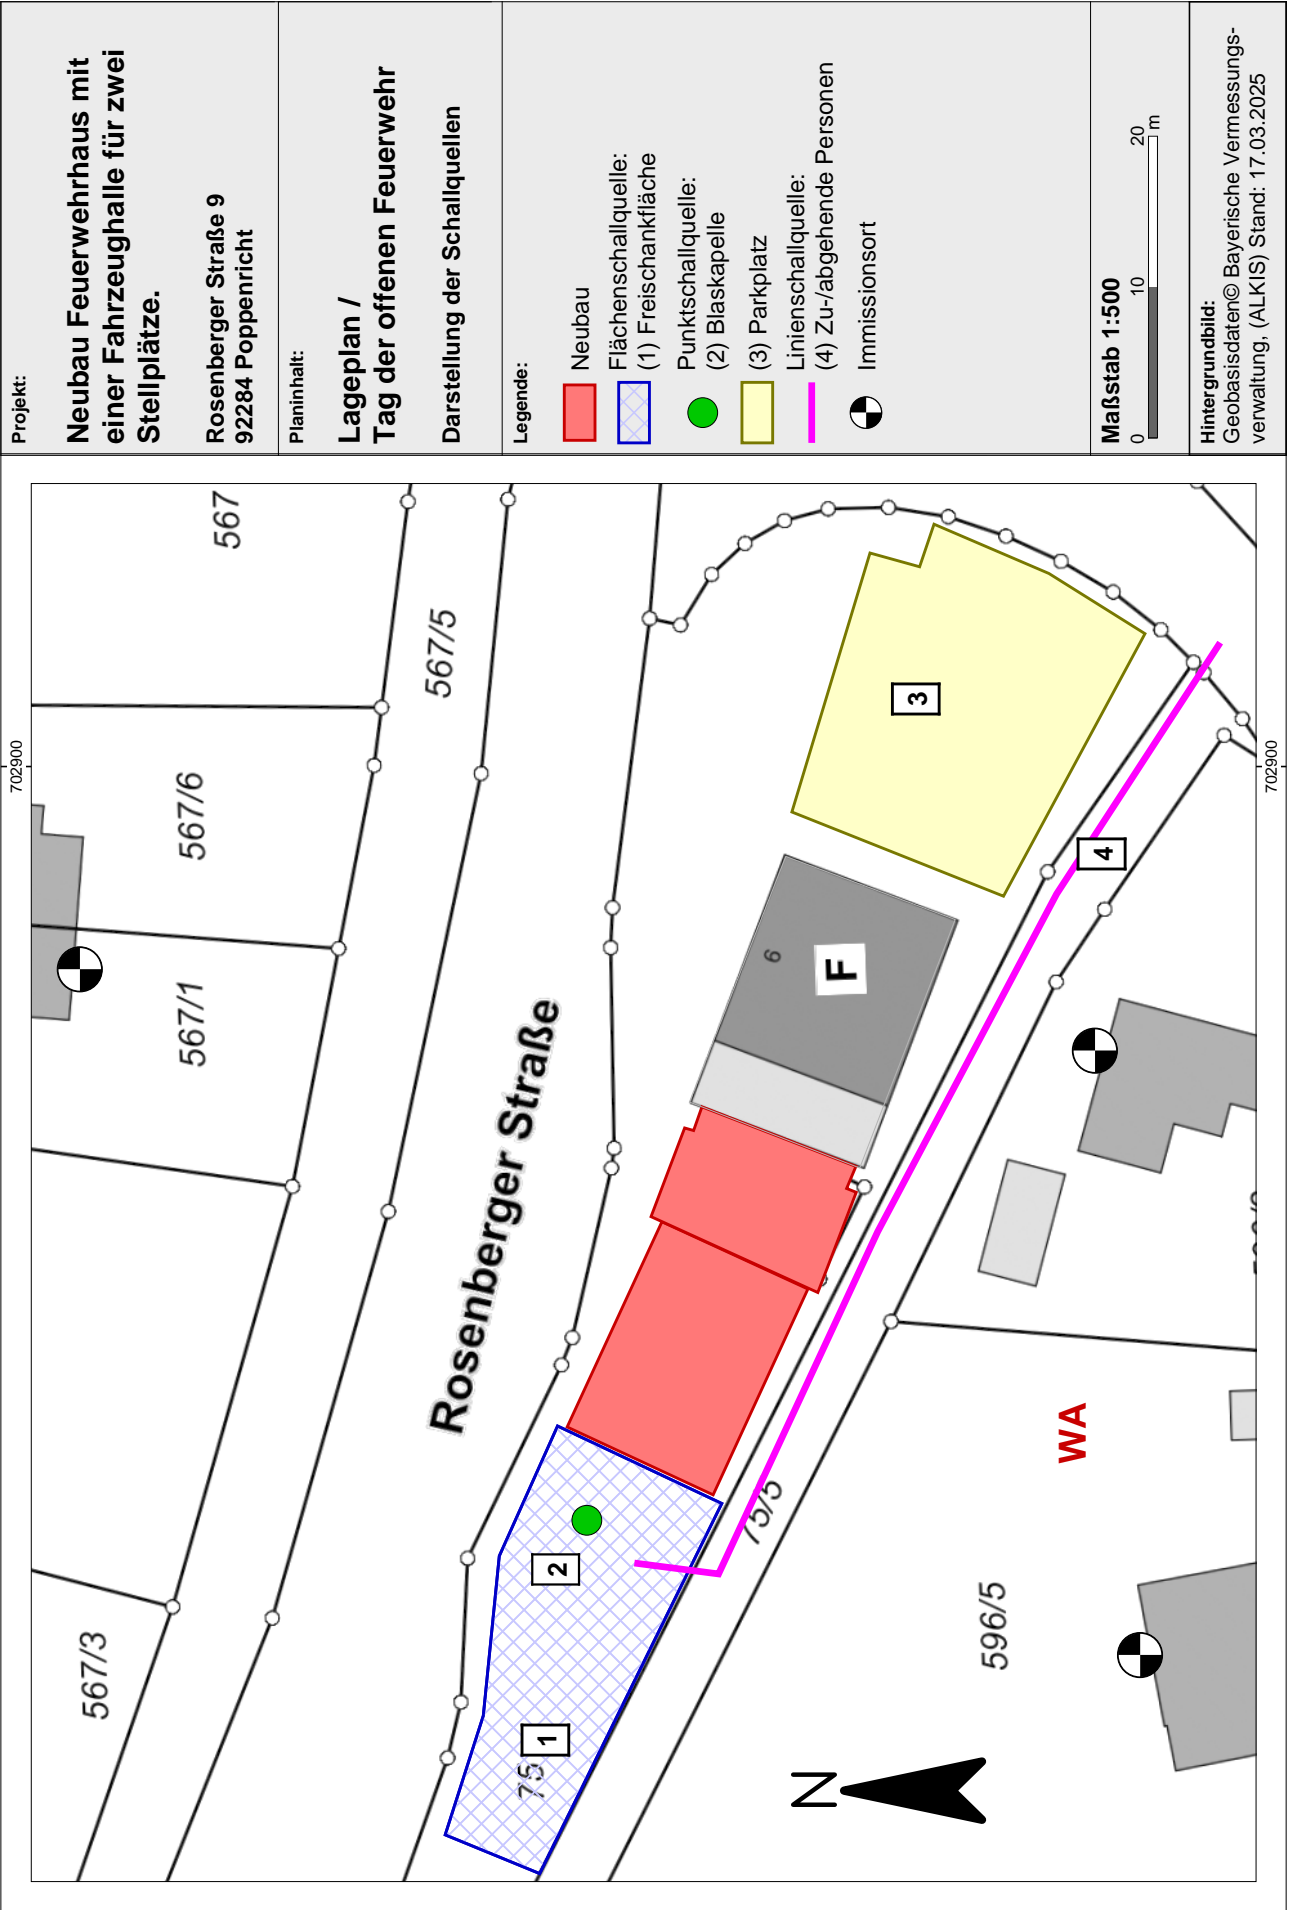 Projekt:
Neubau Feuerwehrhaus mit
einer Fahrzeughalle für zwei
Stellplätze.
Rosenberger Straße 9
92284 Poppenricht
Planinhalt:
Lageplan /
Tag der offenen Feuerwehr
Darstellung der Schallquellen
Legende:
Neubau
Flächenschallquelle:
(1) Freischankfläche
Punktschallquelle:
(2) Blaskapelle
(3) Parkplatz
Linienschallquelle:
(4) Zu-/abgehende Personen
Immissionsort
Maßstab 1:500
0 10 20
m
Hintergrundbild:
Geobasisdaten© Bayerische Vermessungs-
verwaltung, (ALKIS) Stand: 17.03.2025
702900
702900
567
567/5
567/6
567/1
567/3
Rosenberger Straße
6
F
3
4
2
1
75/5
WA
596/5
N